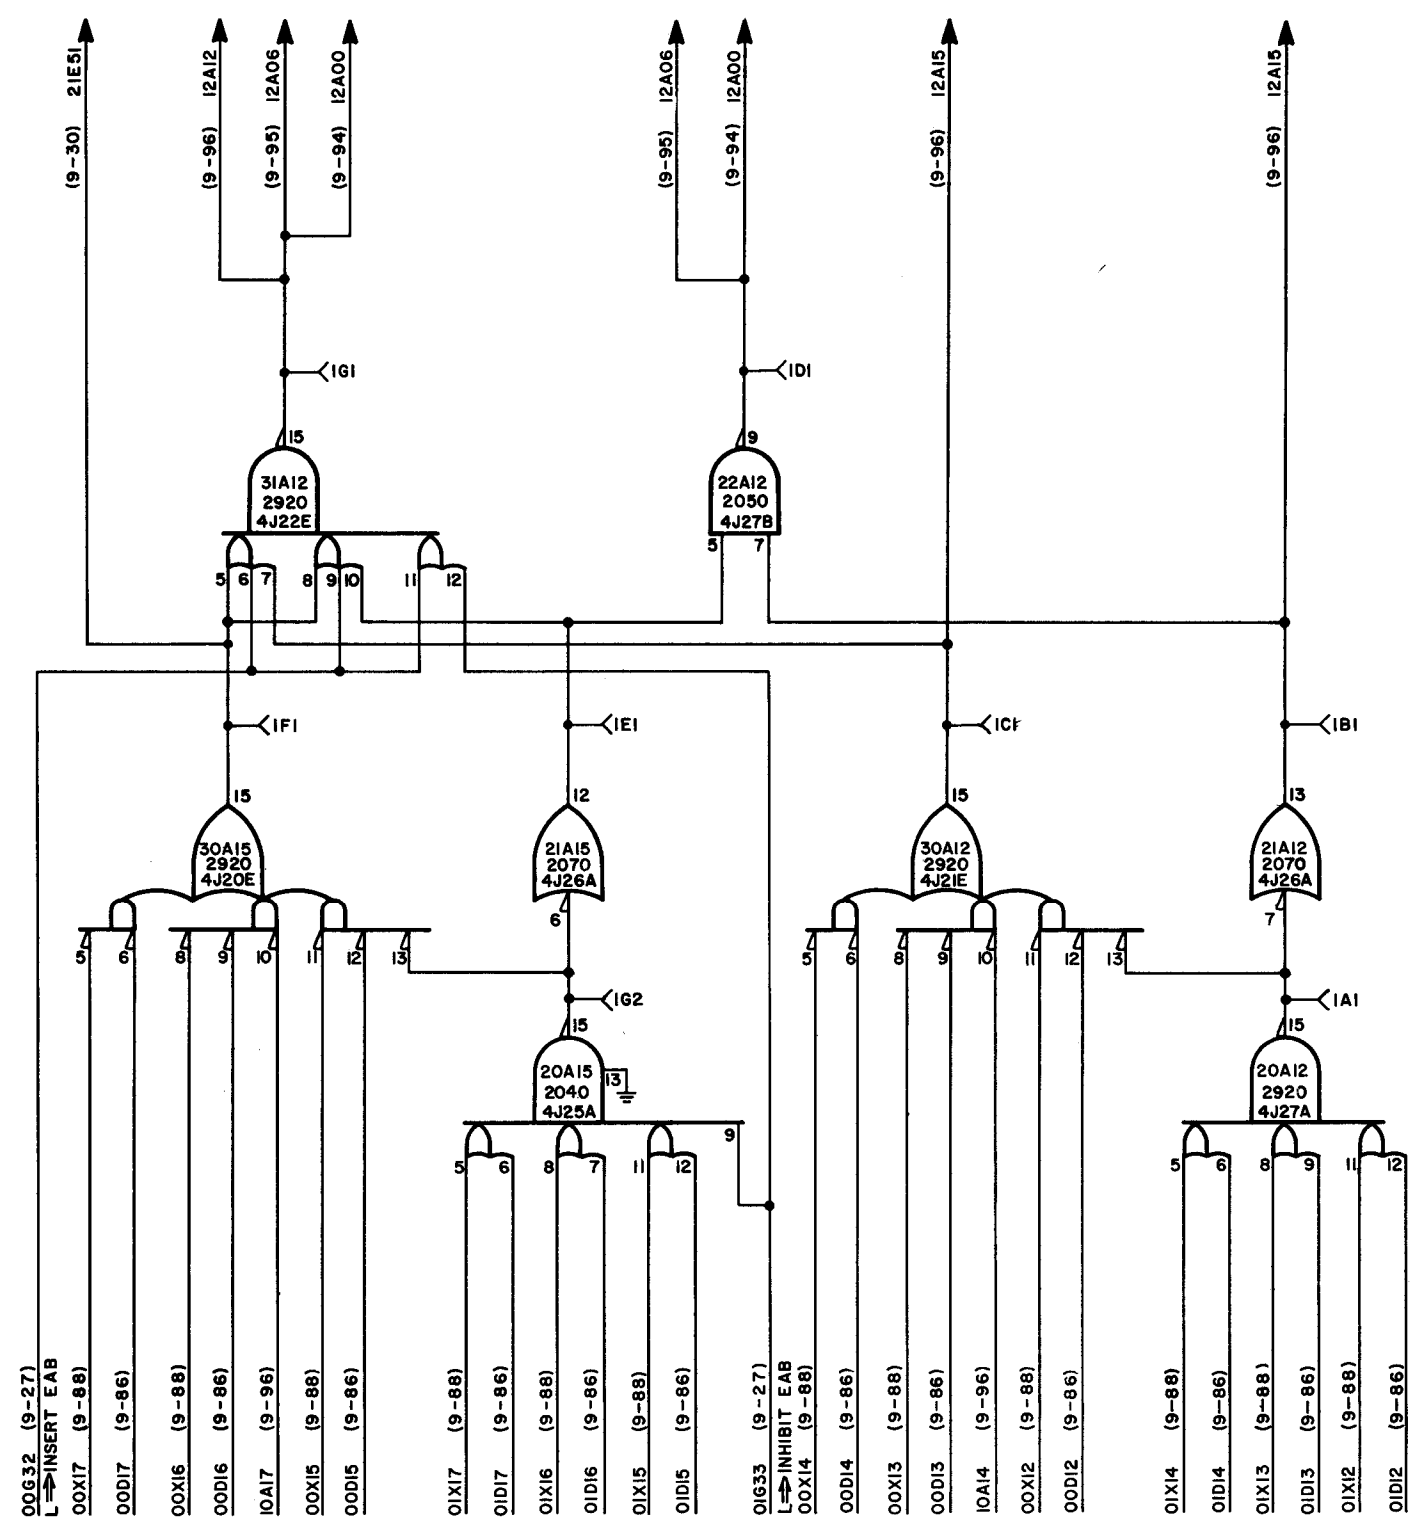 (9-30) 21E51
(9-96) 12A12
(9-95) 12A06
(9-94) 12A00
(9-95) 12A06
(9-94) 12A00
(9-96) 12A15
(9-96) 12A15
1G1
1D1
15
9
31A12
2920
4J22E
22A12
2050
4J27B
5 7
5 6 7 8 9 10 11 12
1F1
1E1
1C1
1B1
15
12
15
13
30A15
2920
4J20E
21A15
2070
4J26A
30A12
2920
4J21E
21A12
2070
4J26A
6
7
5 6 8 9 10 11 12 13
5 6 8 9 10 11 12 13
1G2
1A1
15
15
20A15
2040
4J25A
13
20A12
2920
4J27A
9
5 6 8 7 11 12
5 6 8 9 11 12
00G32 (9-27)
L⇒INSERT EAB
00X17 (9-88)
00D17 (9-86)
00X16 (9-88)
00D16 (9-86)
10A17 (9-96)
00X15 (9-88)
00D15 (9-86)
01X17 (9-88)
01D17 (9-86)
01X16 (9-88)
01D16 (9-86)
01X15 (9-88)
01D15 (9-86)
01G33 (9-27)
L⇒INHIBIT EAB
00X14 (9-88)
00D14 (9-86)
00X13 (9-88)
00D13 (9-86)
10A14 (9-96)
00X12 (9-88)
00D12 (9-86)
01X14 (9-88)
01D14 (9-86)
01X13 (9-88)
01D13 (9-86)
01X12 (9-88)
01D12 (9-86)